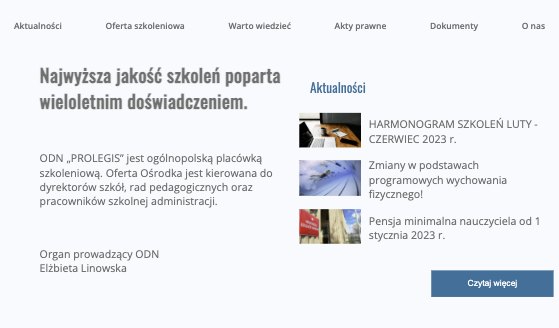 Aktualności Oferta szkoleniowa Warto wiedzieć Akty prawne Dokumenty O nas
Najwyższa jakość szkoleń poparta
wieloletnim doświadczeniem.
ODN „PROLEGIS” jest ogólnopolską placówką
szkoleniową. Oferta Ośrodka jest kierowana do
dyrektorów szkół, rad pedagogicznych oraz
pracowników szkolnej administracji.
Organ prowadzący ODN
Elżbieta Linowska
Aktualności
HARMONOGRAM SZKOLEŃ LUTY -
CZERWIEC 2023 r.
Zmiany w podstawach
programowych wychowania
fizycznego!
Pensja minimalna nauczyciela od 1
stycznia 2023 r.
Czytaj więcej